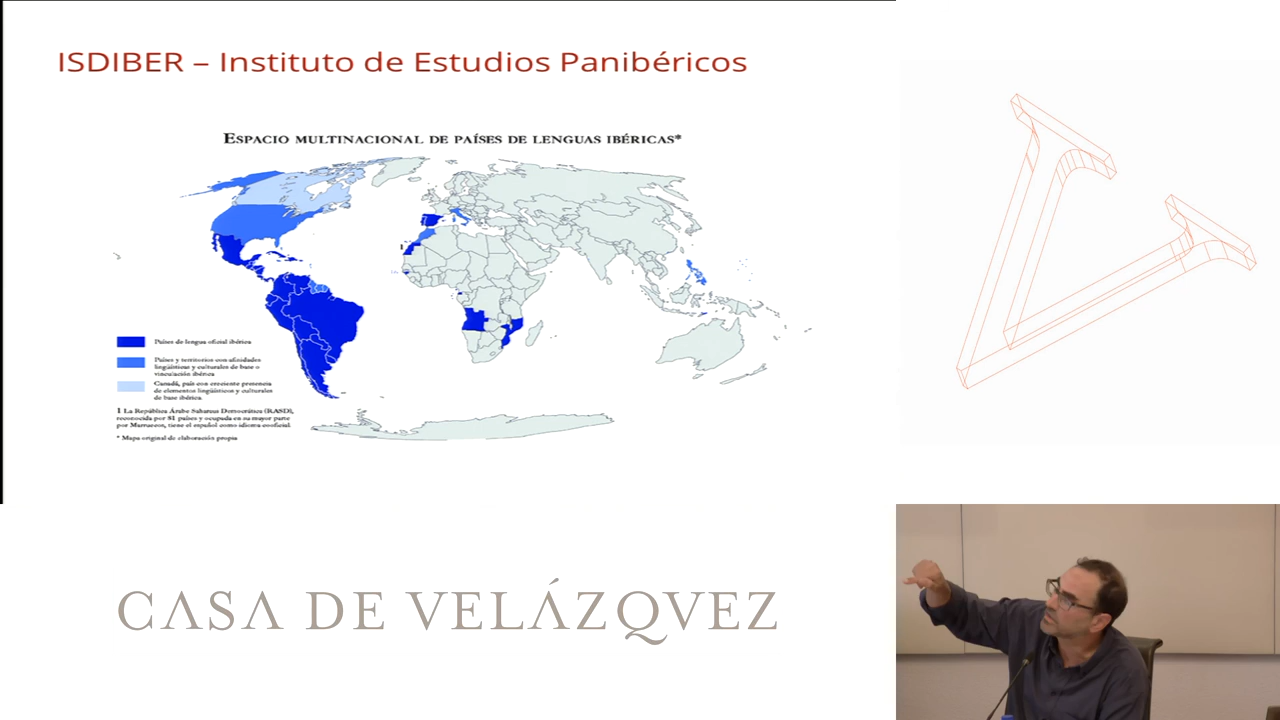 ISDIBER – Instituto de Estudios Panibéricos
ESPACIO MULTINACIONAL DE PAÍSES DE LENGUAS IBÉRICAS*
1
Países de lengua oficial ibérica
Países y territorios con afinidades
lingüísticas y culturales de base o
vinculación ibérica
Canadá, país con creciente presencia
de elementos lingüísticos y culturales
de base ibérica.
1 La República Árabe Saharaui Democrática (RASD),
reconocida por 81 países y ocupada en su mayor parte
por Marruecos, tiene el español como idioma cooficial.
* Mapa original de elaboración propia
CASA DE VELÁZQVEZ